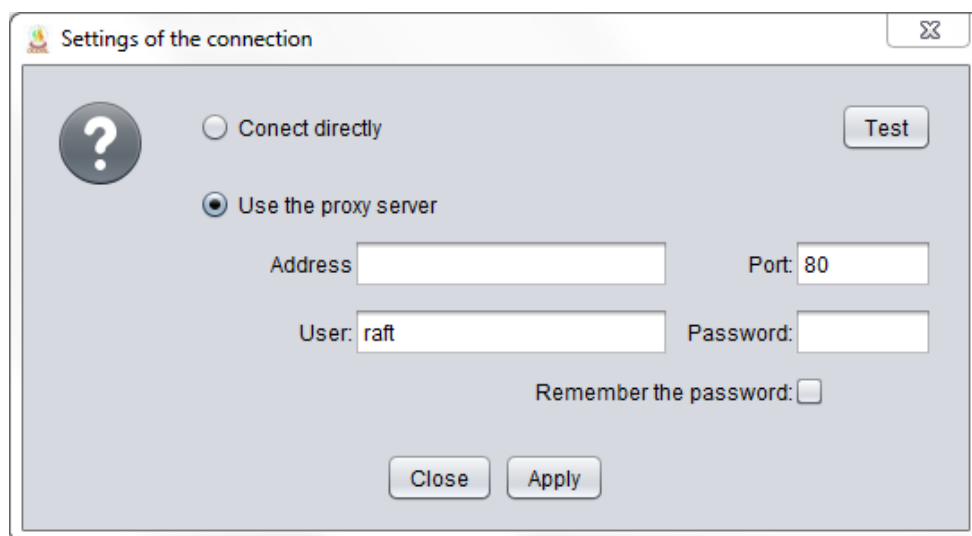 Settings of the connection
Conect directly
Test
Use the proxy server
Address
Port: 80
User: raft
Password:
Remember the password:
Close
Apply